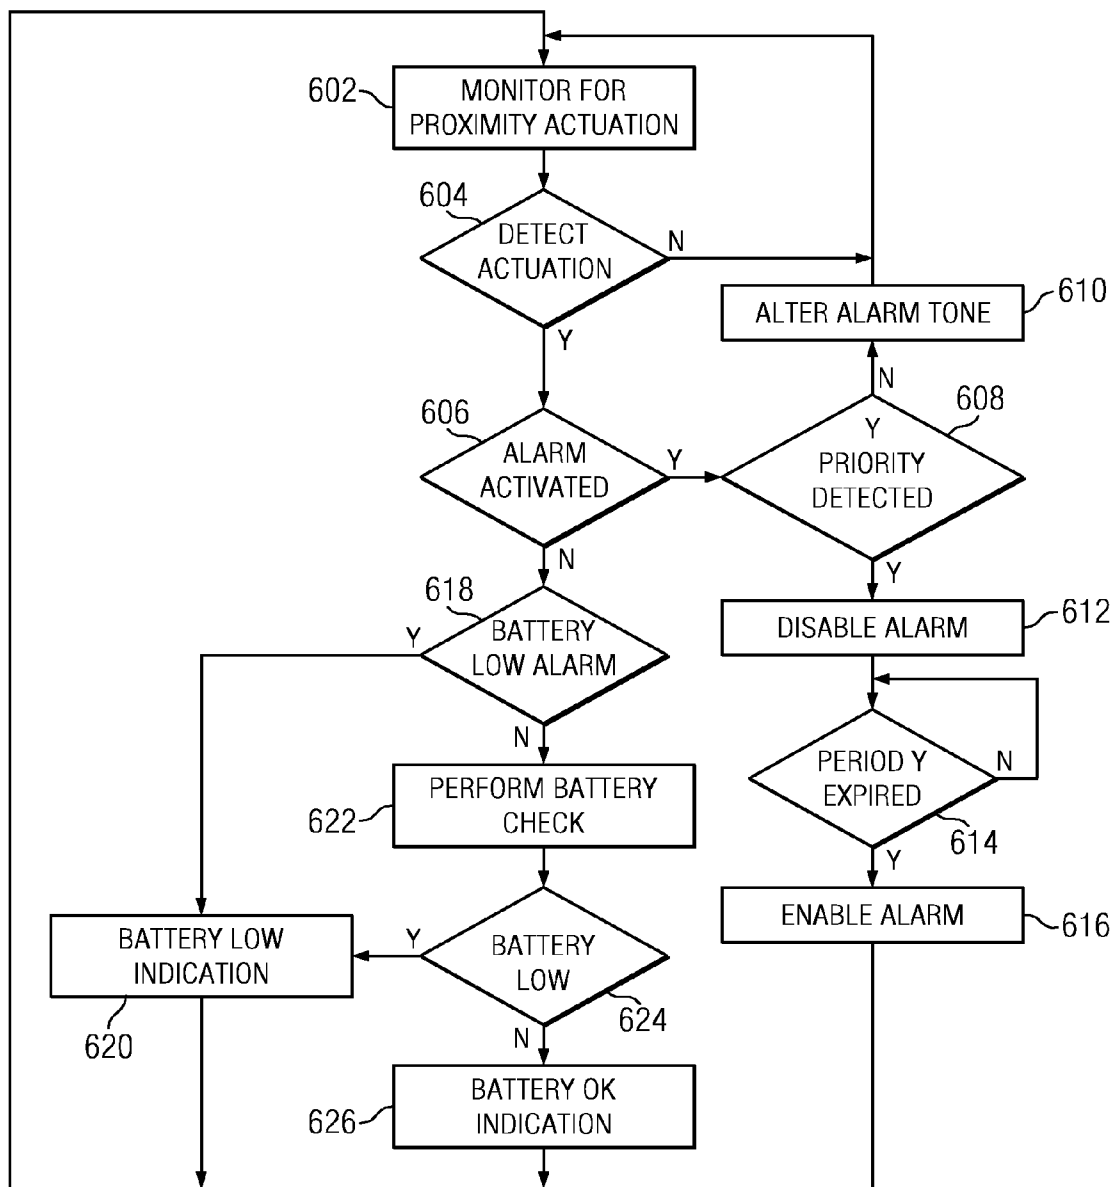 602
MONITOR FOR
PROXIMITY ACTUATION
604
DETECT
ACTUATION
N
Y
ALTER ALARM TONE
610
N
606
ALARM
ACTIVATED
Y
608
Y
PRIORITY
DETECTED
N
Y
618
Y
BATTERY
LOW ALARM
DISABLE ALARM
612
N
PERFORM BATTERY
CHECK
622
PERIOD Y
EXPIRED
N
614
Y
ENABLE ALARM
616
BATTERY LOW
INDICATION
620
Y
BATTERY
LOW
624
N
BATTERY OK
INDICATION
626